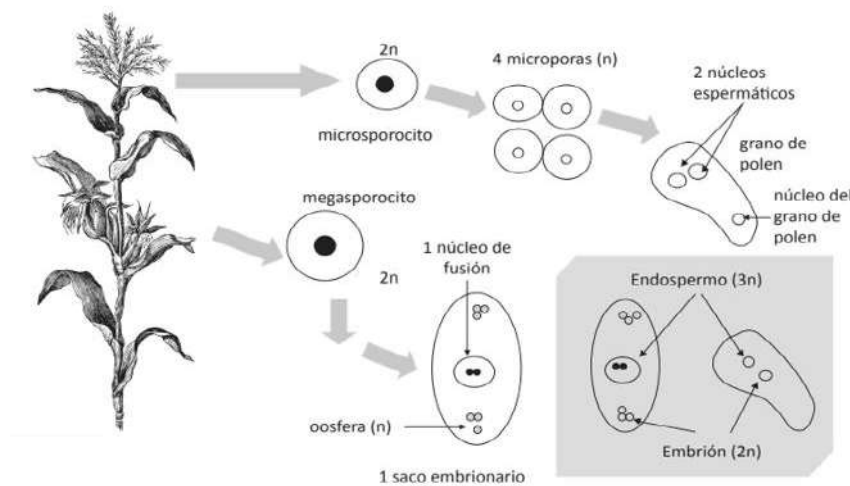 2n
microsporocito
4 microporas (n)
2 núcleos
espermáticos
grano de
polen
núcleo del
grano de
polen
megasporocito
2n
1 núcleo de
fusión
oosfera (n)
1 saco embrionario
Endospermo (3n)
Embrión (2n)